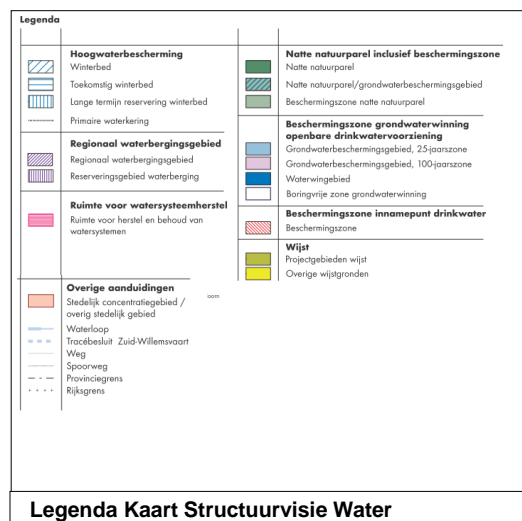 Legenda
Hoogwaterbescherming
Winterbed
Toekomstig winterbed
Lange termijn reservering winterbed
Primaire waterkering
Regionaal waterbergingsgebied
Regionaal waterbergingsgebied
Reserveringsgebied waterberging
Ruimte voor watersysteemherstel
Ruimte voor herstel en behoud van
watersystemen
Overige aanduidingen
Stedelijk concentratiegebied /
overig stedelijk gebied
oom
Waterloop
Tracébesluit Zuid-Willemsvaart
Weg
Spoorweg
Provinciegrens
Rijksgrens
Natte natuurparel inclusief beschermingszone
Natte natuurparel
Natte natuurparel/grondwaterbeschermingsgebied
Beschermingszone natte natuurparel
Beschermingszone grondwaterwinning
openbare drinkwatervoorziening
Grondwaterbeschermingsgebied, 25-jaarszone
Grondwaterbeschermingsgebied, 100-jaarszone
Waterwingebied
Boringvrije zone grondwaterwinning
Beschermingszone innamepunt drinkwater
Beschermingszone
Wijst
Projectgebieden wijst
Overige wijstgronden
Legenda Kaart Structuurvisie Water